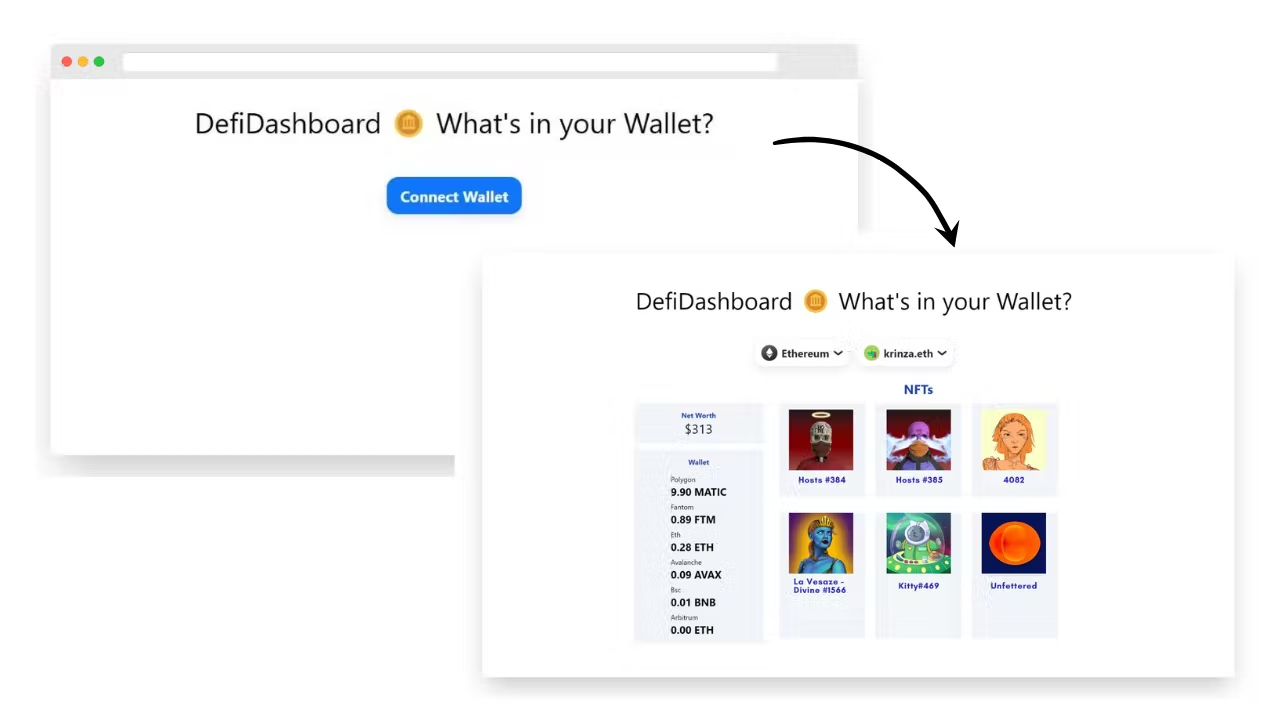 DefiDashboard What's in your Wallet?
Connect Wallet
DefiDashboard What's in your Wallet?
Ethereum
krinza.eth
NFTs
Net Worth
$313
Wallet
Polygon
9.90 MATIC
Fantom
0.89 FTM
Eth
0.28 ETH
Avalanche
0.09 AVAX
Bsc
0.01 BNB
Arbitrum
0.00 ETH
Hosts #384
Hosts #385
4082
La Vesaze -
Divine #1566
Kitty#469
Unfettered